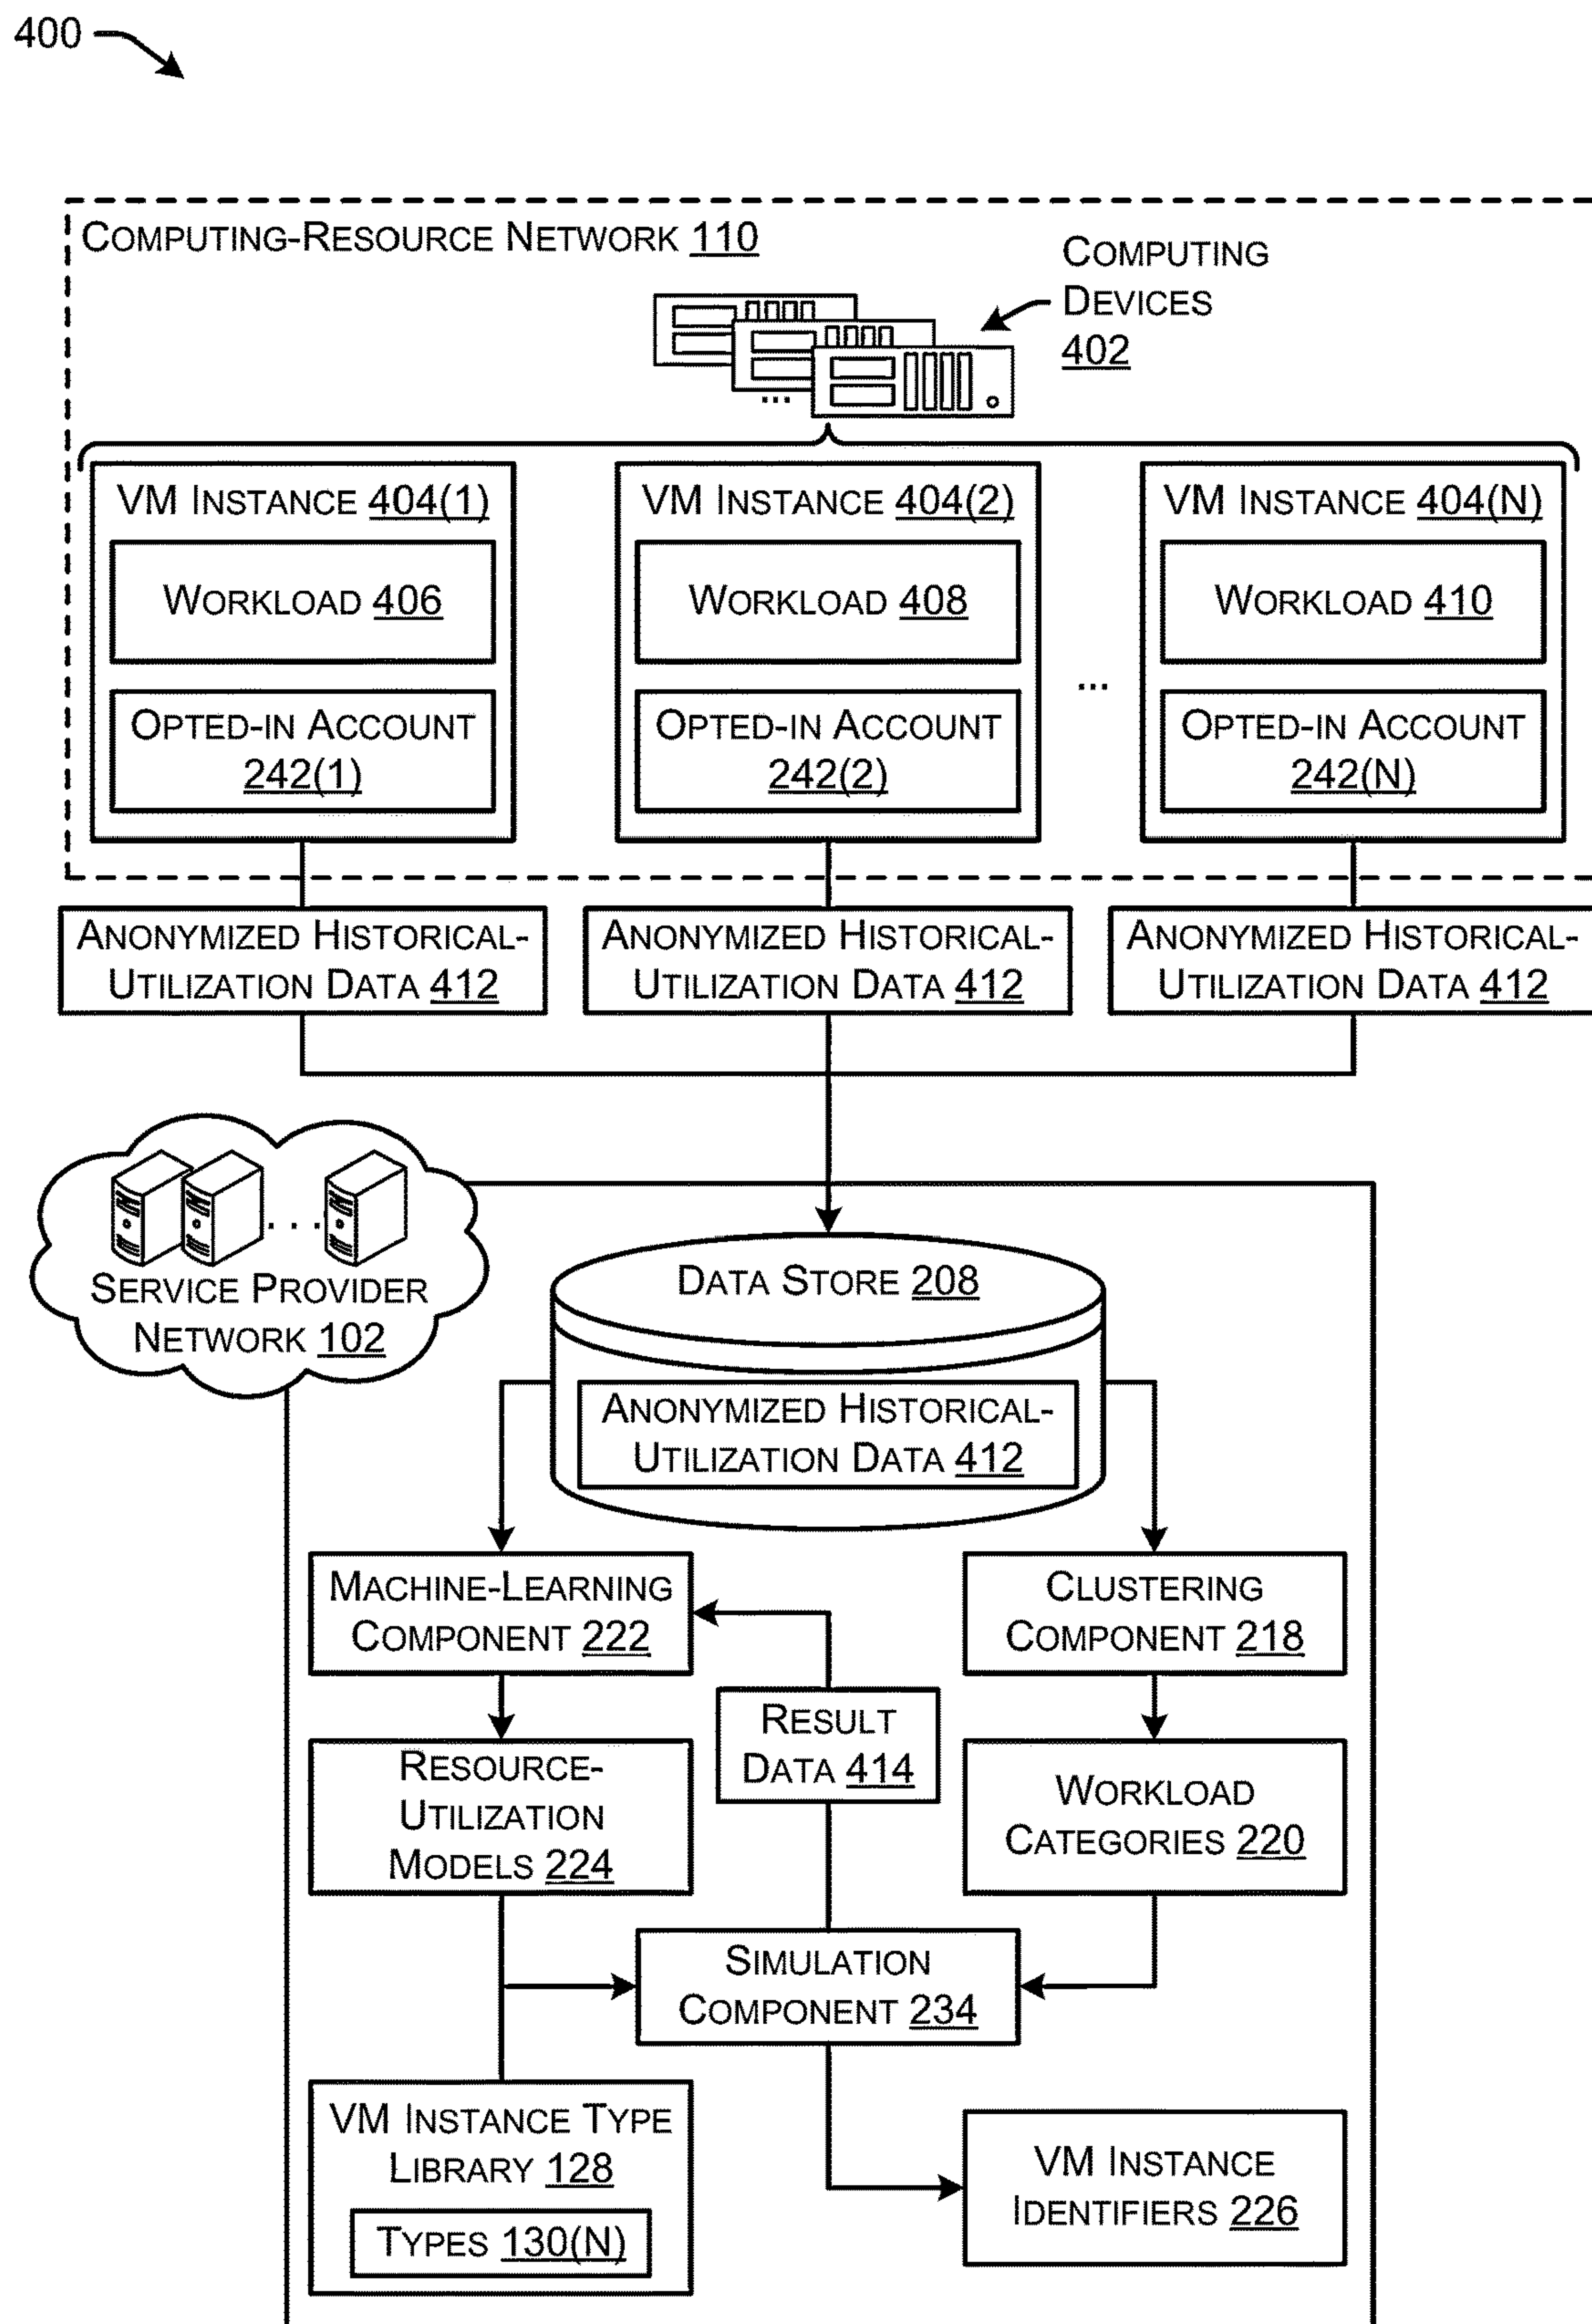 400
COMPUTING-RESOURCE NETWORK 110
COMPUTING
DEVICES
402
...
VM INSTANCE 404(1)
WORKLOAD 406
OPTED-IN ACCOUNT
242(1)
VM INSTANCE 404(2)
WORKLOAD 408
OPTED-IN ACCOUNT
242(2)
...
VM INSTANCE 404(N)
WORKLOAD 410
OPTED-IN ACCOUNT
242(N)
ANONYMIZED HISTORICAL-
UTILIZATION DATA 412
ANONYMIZED HISTORICAL-
UTILIZATION DATA 412
ANONYMIZED HISTORICAL-
UTILIZATION DATA 412
...
SERVICE PROVIDER
NETWORK 102
DATA STORE 208
ANONYMIZED HISTORICAL-
UTILIZATION DATA 412
MACHINE-LEARNING
COMPONENT 222
CLUSTERING
COMPONENT 218
RESULT
DATA 414
RESOURCE-
UTILIZATION
MODELS 224
WORKLOAD
CATEGORIES 220
SIMULATION
COMPONENT 234
VM INSTANCE TYPE
LIBRARY 128
TYPES 130(N)
VM INSTANCE
IDENTIFIERS 226